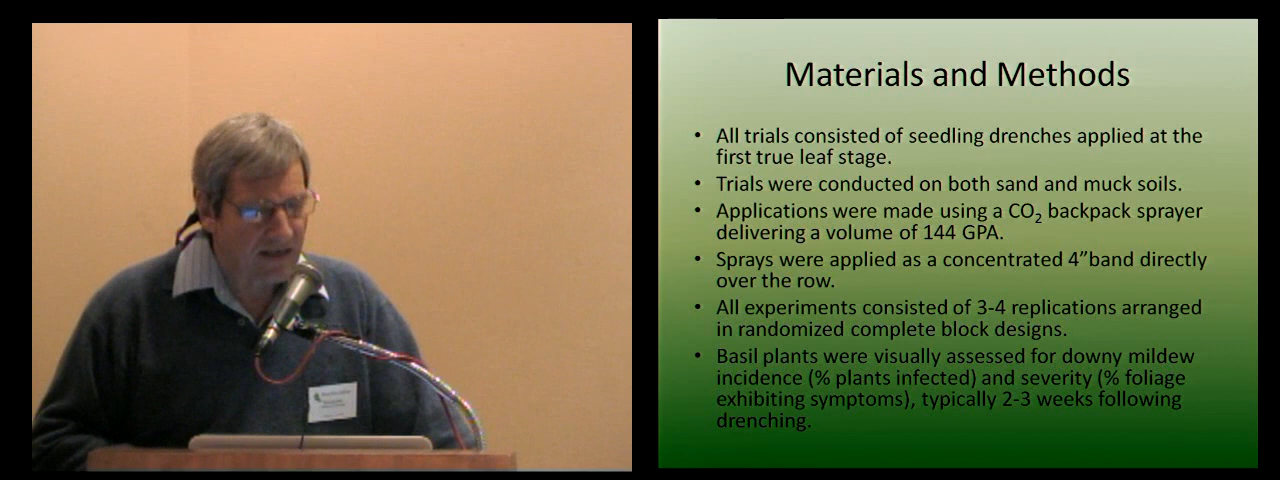 Materials and Methods
• All trials consisted of seedling drenches applied at the
first true leaf stage.
• Trials were conducted on both sand and muck soils.
• Applications were made using a CO₂ backpack sprayer
delivering a volume of 144 GPA.
• Sprays were applied as a concentrated 4”band directly
over the row.
• All experiments consisted of 3-4 replications arranged
in randomized complete block designs.
• Basil plants were visually assessed for downy mildew
incidence (% plants infected) and severity (% foliage
exhibiting symptoms), typically 2-3 weeks following
drenching.